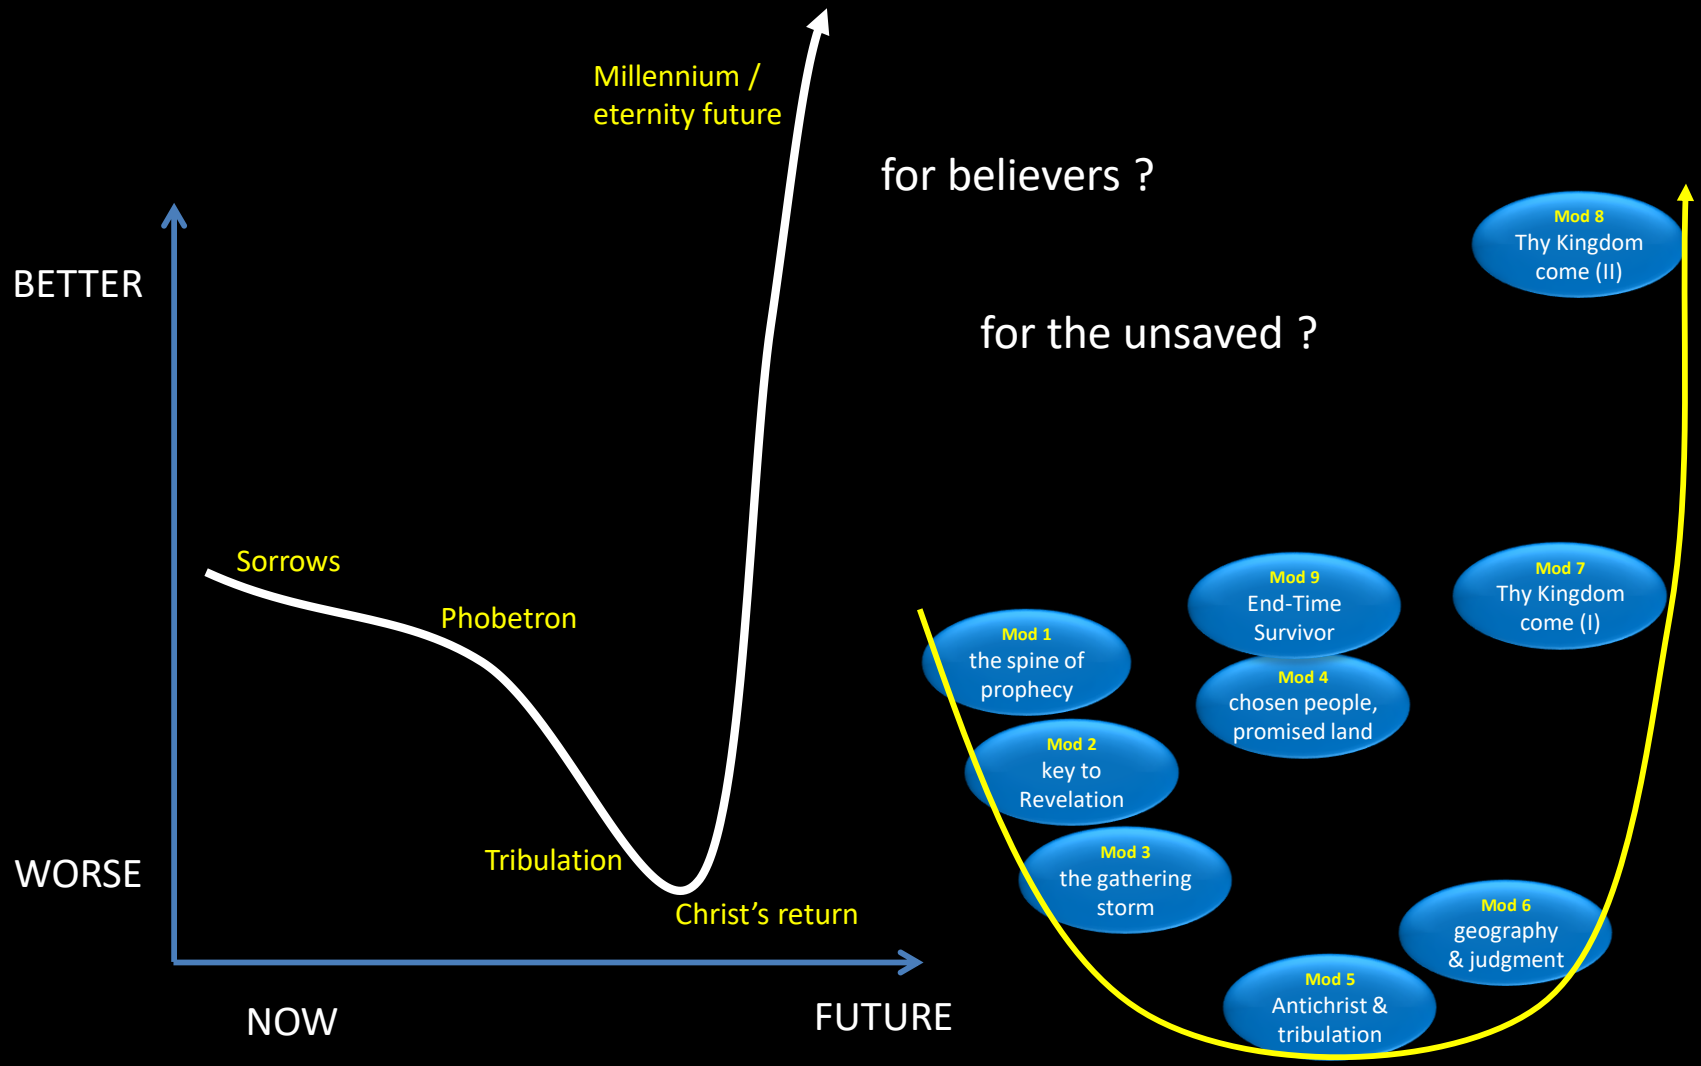 Millennium /
eternity future
for believers ?
for the unsaved ?
BETTER
Sorrows
Phobetron
Tribulation
WORSE
Christ’s return
NOW
FUTURE
Mod 1
the spine of
prophecy
Mod 2
key to
Revelation
Mod 3
the gathering
storm
Mod 9
End-Time
Survivor
Mod 4
chosen people,
promised land
Mod 5
Antichrist &
tribulation
Mod 6
geography
& judgment
Mod 7
Thy Kingdom
come (I)
Mod 8
Thy Kingdom
come (II)